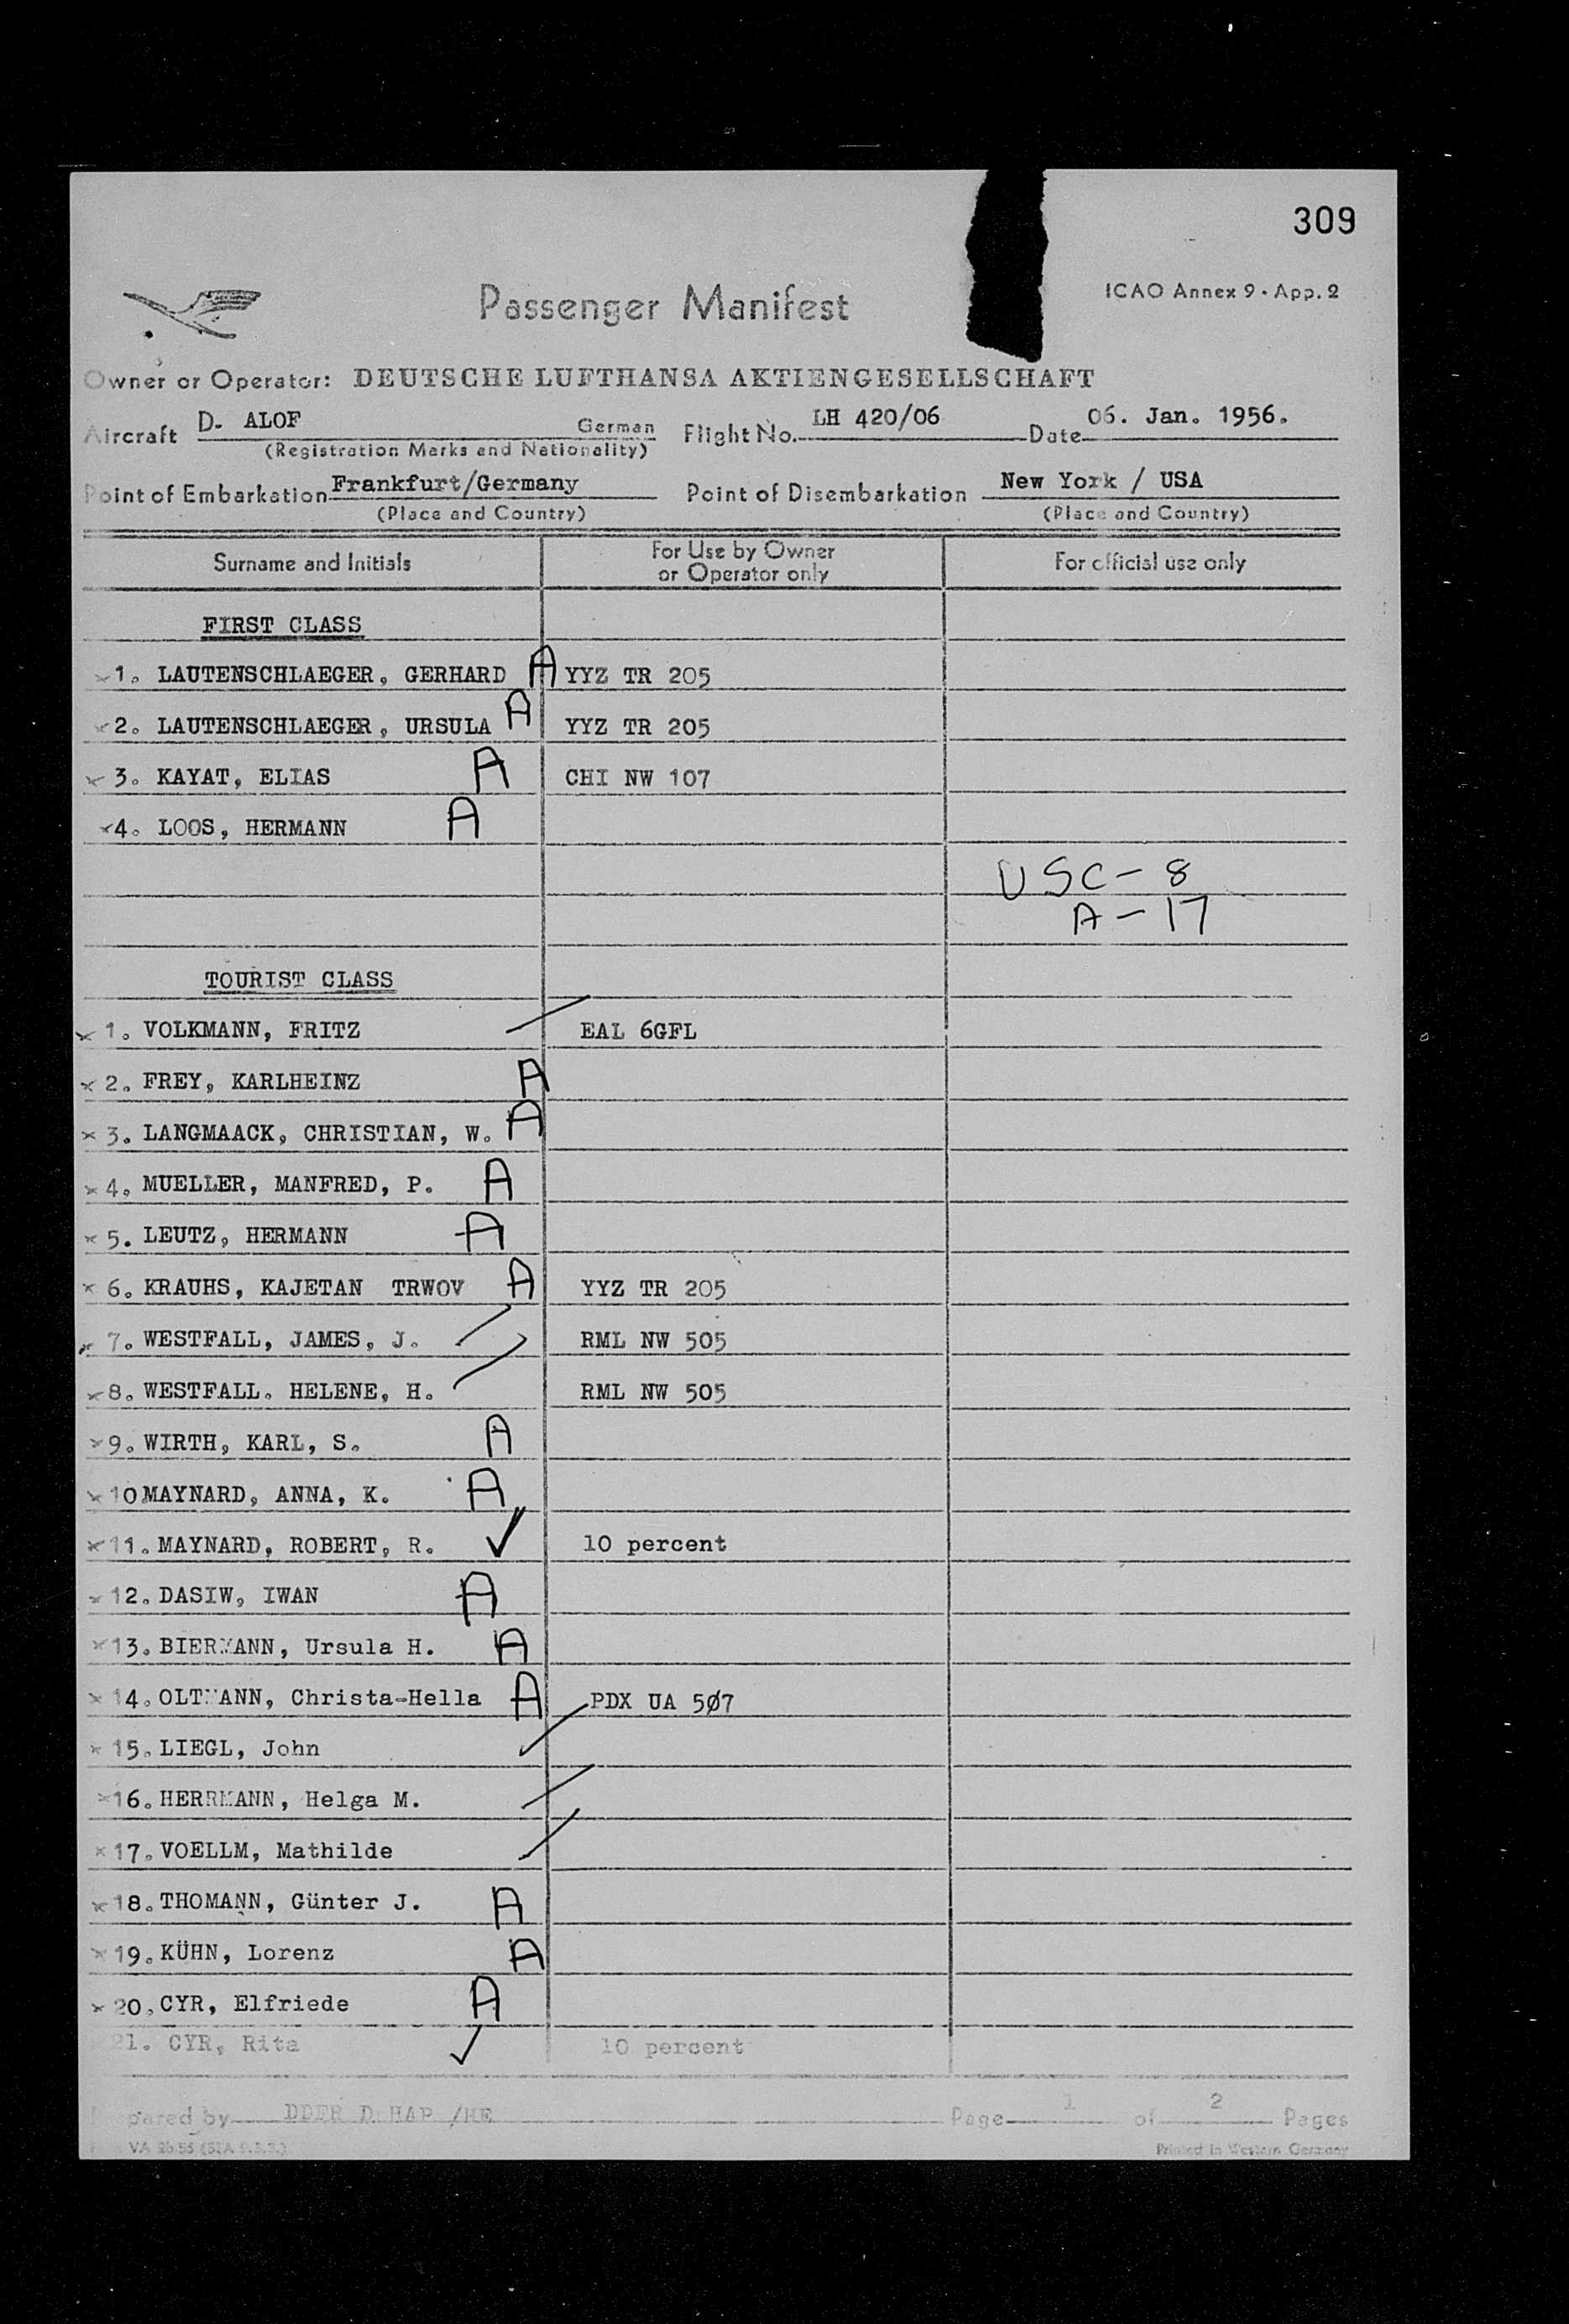 309
Passenger Manifest
ICAO Annex 9 · App. 2
Owner or Operator: DEUTSCHE LUFTHANSA AKTIENGESELLSCHAFT
Aircraft D. ALOF German Flight No. LH 420/06 Date 06. Jan. 1956.
(Registration Marks and Nationality)
Point of Embarkation Frankfurt/Germany Point of Disembarkation New York / USA
(Place and Country) (Place and Country)
Surname and Initials For Use by Owner or Operator only For official use only
FIRST CLASS
1. LAUTENSCHLAEGER, GERHARD A YYZ TR 205
2. LAUTENSCHLAEGER, URSULA A YYZ TR 205
3. KAYAT, ELIAS A CHI NW 107
4. LOOS, HERMANN A
USC - 8
A - 17
TOURIST CLASS
1. VOLKMANN, FRITZ EAL 6GFL
2. FREY, KARLHEINZ A
3. LANGMAACK, CHRISTIAN, W. A
4. MUELLER, MANFRED, P. A
5. LEUTZ, HERMANN A
6. KRAUHS, KAJETAN TRWOV A YYZ TR 205
7. WESTFALL, JAMES, J. RML NW 505
8. WESTFALL. HELENE, H. RML NW 505
9. WIRTH, KARL, S. A
10 MAYNARD, ANNA, K. A
11. MAYNARD, ROBERT, R. ✓ 10 percent
12. DASIW, IWAN A
13. BIERMANN, Ursula H. A
14. OLTMANN, Christa-Hella A PDX UA 5Ø7
15. LIEGL, John
16. HERRMANN, Helga M.
17. VOELLM, Mathilde
18. THOMANN, Günter J. A
19. KÜHN, Lorenz A
20. CYR, Elfriede A
21. CYR, Rita ✓ 10 percent
pared by Page 1 of 2 Pages
Printed in Western Germany